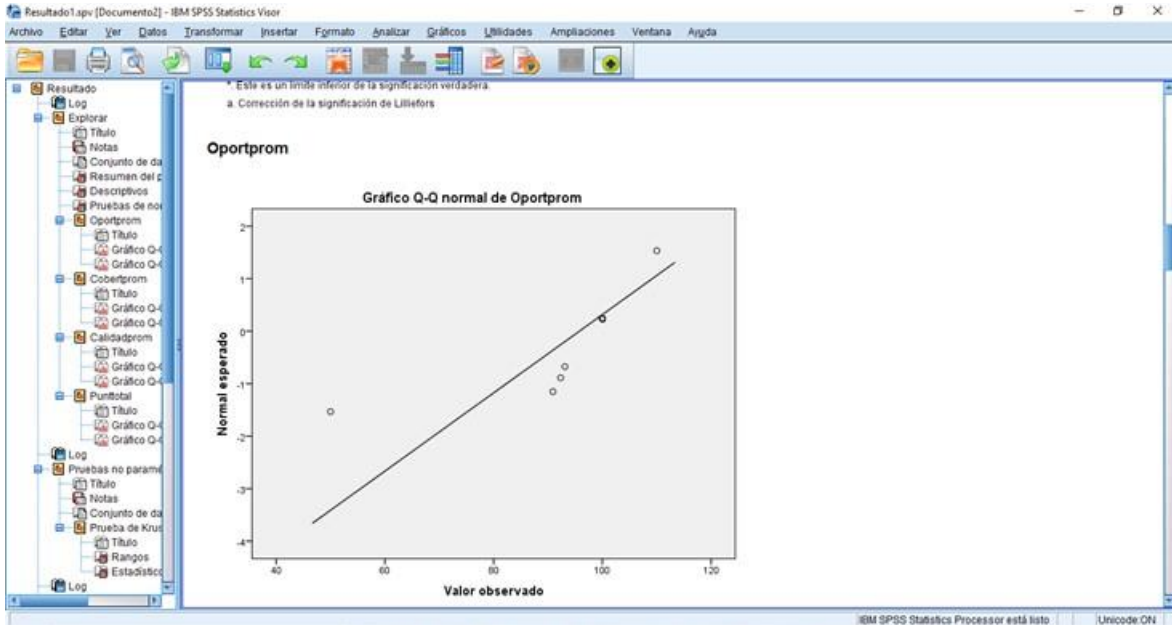 Resultado1.spv [Documento2] - IBM SPSS Statistics Visor
Archivo Editar Ver Datos Transformar Insertar Formato Analizar Gráficos Utilidades Ampliaciones Ventana Ayuda
Resultado
Log
Explorar
Título
Notas
Conjunto de da
Resumen del p
Descriptivos
Pruebas de nor
Oportprom
Título
Gráfico Q-Q
Gráfico Q-Q
Cobertprom
Título
Gráfico Q-Q
Gráfico Q-Q
Calidadprom
Título
Gráfico Q-Q
Gráfico Q-Q
Punttotal
Título
Gráfico Q-Q
Gráfico Q-Q
Log
Pruebas no paramé
Título
Notas
Conjunto de da
Prueba de Krus
Título
Rangos
Estadístico
Log
*. Este es un límite inferior de la significación verdadera.
a. Corrección de la significación de Lilliefors
Oportprom
Gráfico Q-Q normal de Oportprom
Normal esperado
2
1
0
-1
-2
-3
-4
40 60 80 100 120
Valor observado
IBM SPSS Statistics Processor está listo Unicode:ON